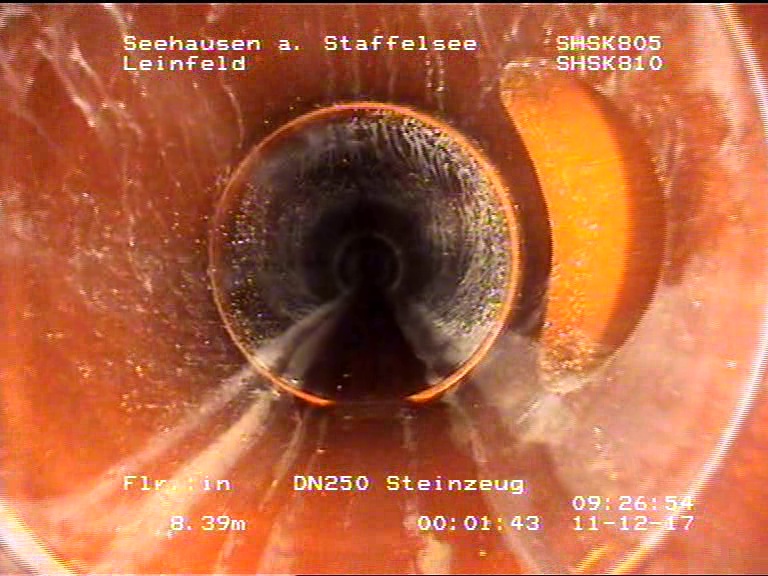 Seehausen a. Staffelsee SHSK805
Leinfeld SHSK810
DN250 Steinzeug
09:26:54
8.39m 00:01:43 11-12-17